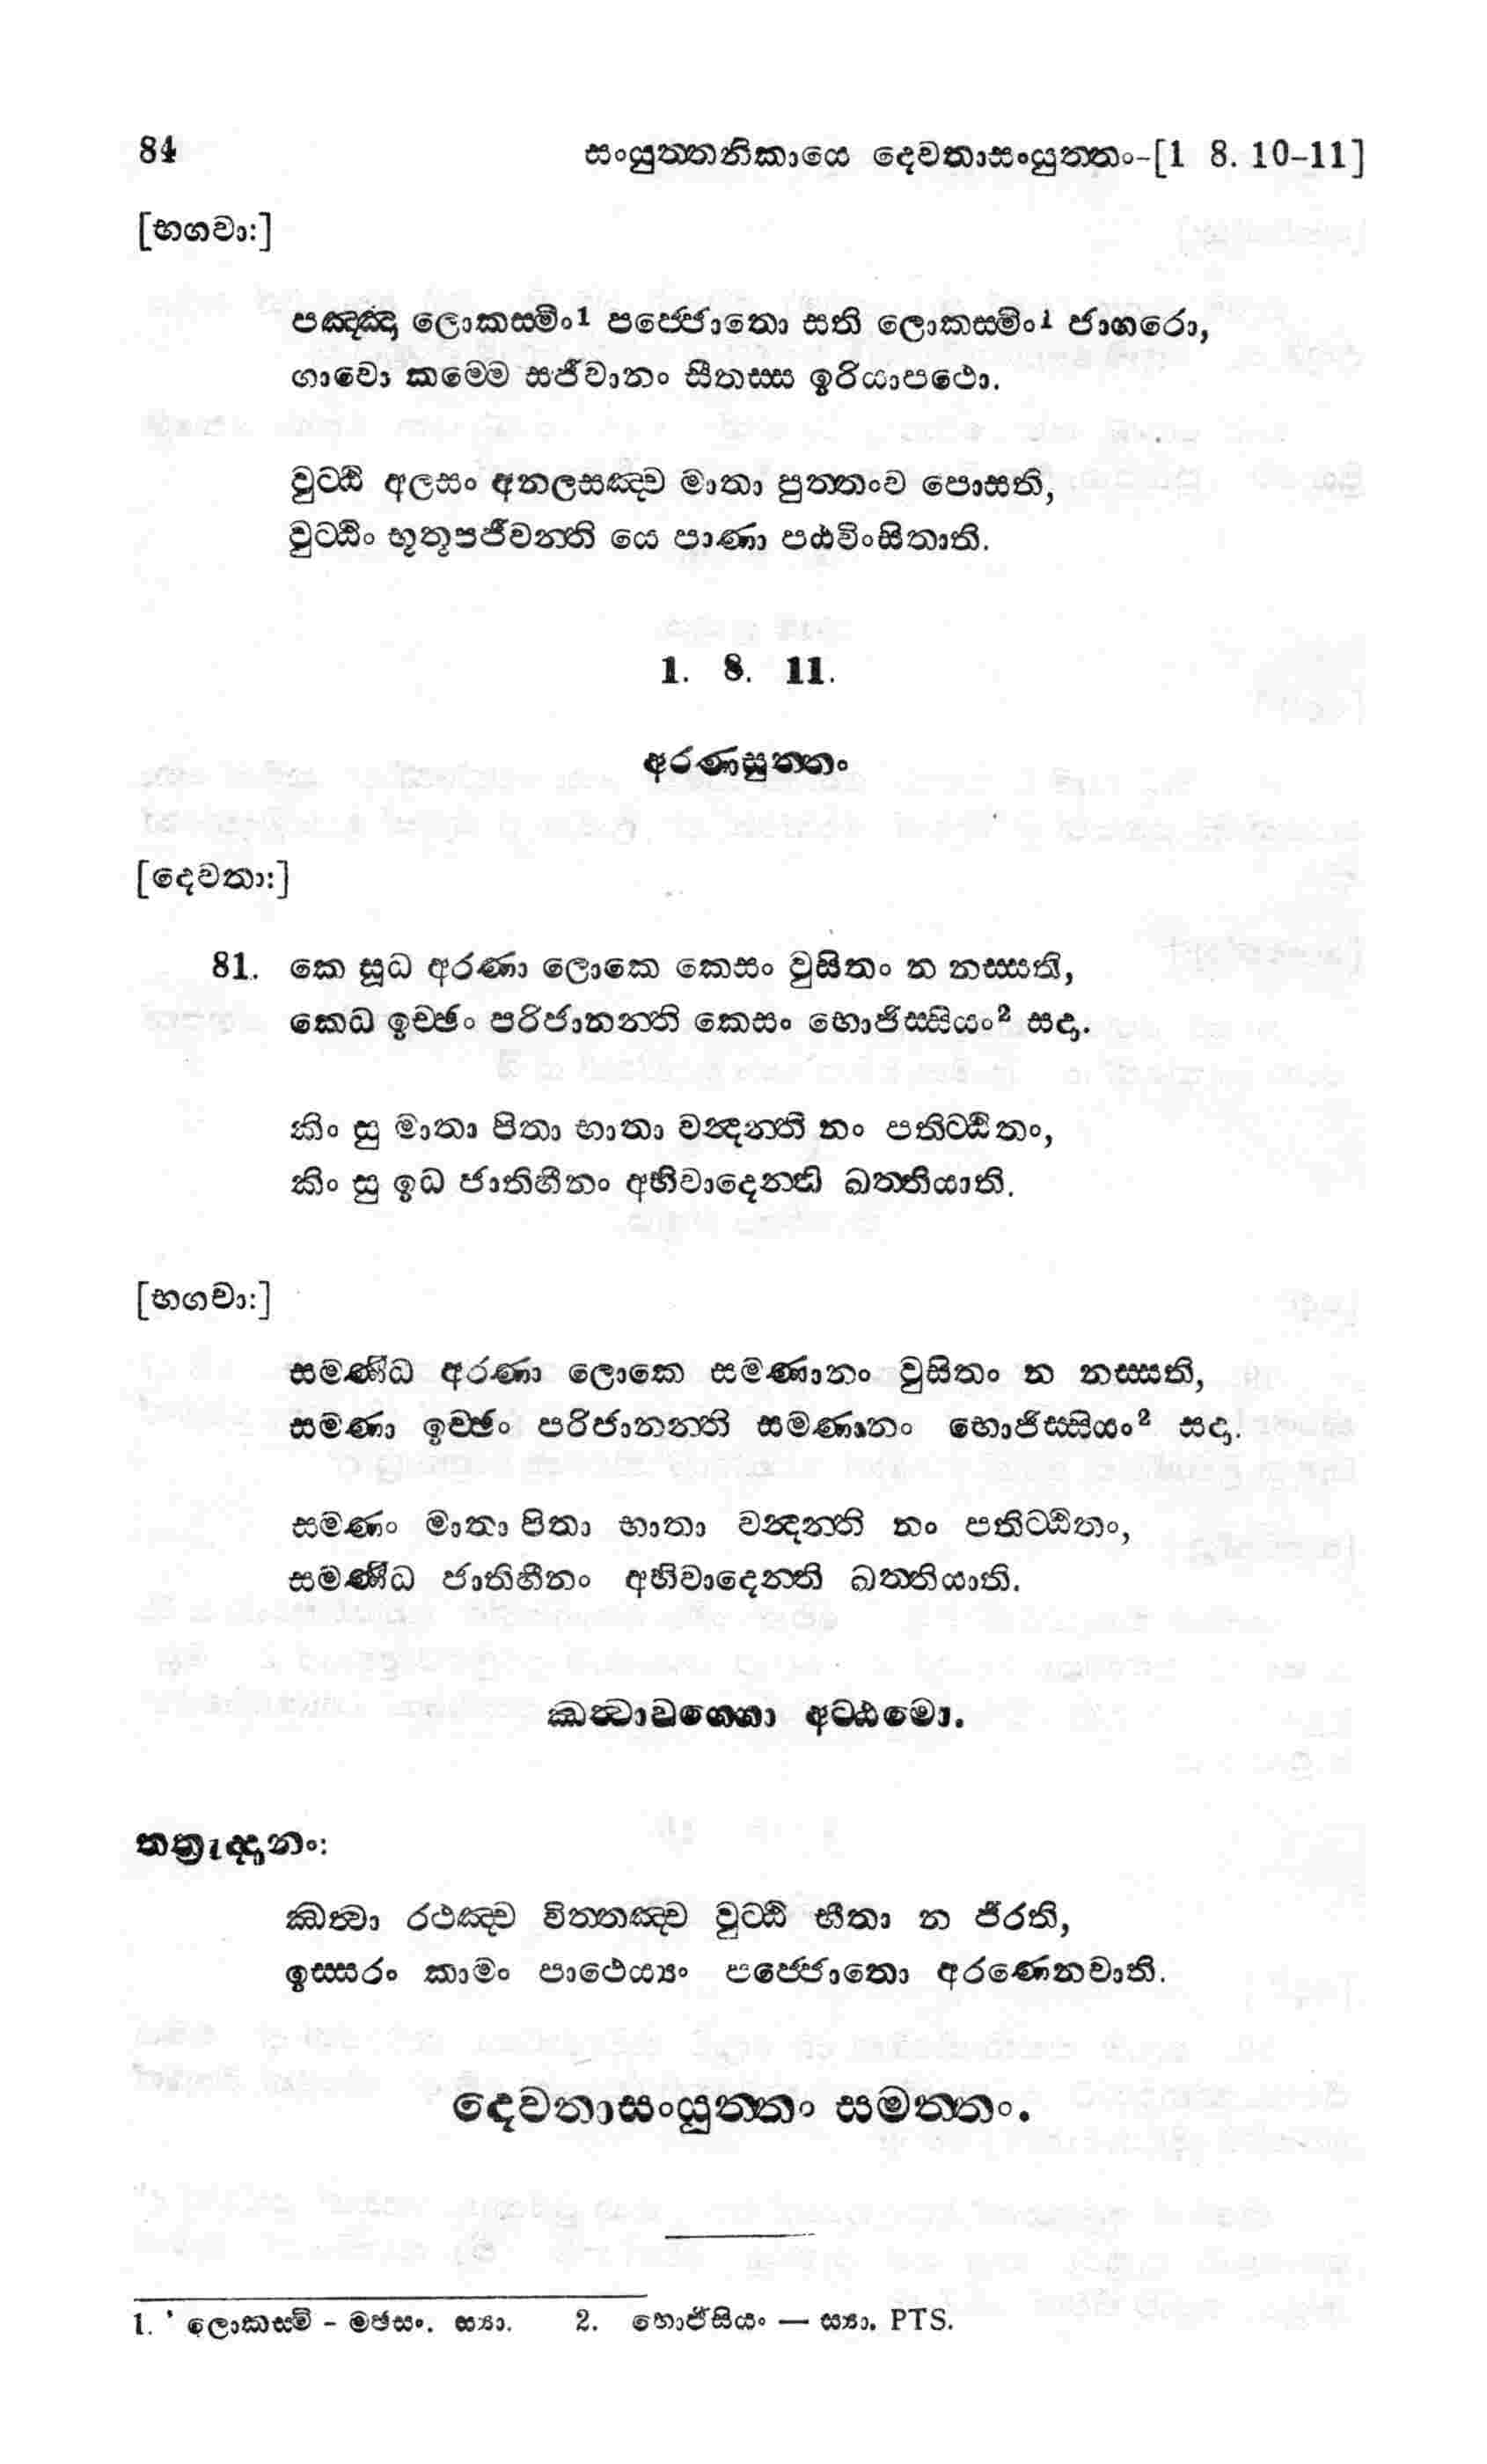 84 සංයුත්තනිකායෙ දෙවතාසංයුත්තං-[1 8. 10-11]
[භගවා:]
පඤ්ඤා ලොකස්මිං1 පජ්ජොතො සති ලොකස්මිං1 ජාගරො,
ගාවො කම්මෙ සජීවානං සීතස්ස ඉරියාපථො.
වුට්ඨි අලසං අනලසඤ්ච මාතා පුත්තංව පොසති,
වුට්ඨිං භූතූපජීවන්ති යෙ පාණා පඨවිංසිතාති.
1. 8. 11.
අරණසුත්තං
[දෙවතා:]
81. කෙ සූධ අරණා ලොකෙ කෙසං වුසිතං න නස්සති,
කෙධ ඉච්ඡං පරිජානන්ති කෙසං භොජිස්සියං2 සදා.
කිං සු මාතා පිතා භාතා වන්දන්ති නං පතිට්ඨිතං,
කිං සු ඉධ ජාතිහීනං අභිවාදෙන්ති ඛත්තියාති.
[භගවා:]
සමණීධ අරණා ලොකෙ සමණානං වුසිතං න නස්සති,
සමණා ඉච්ඡං පරිජානන්ති සමණානං භොජිස්සියං2 සදා.
සමණං මාතා පිතා භාතා වන්දන්ති නං පතිට්ඨිතං,
සමණීධ ජාතිහීනං අභිවාදෙන්ති ඛත්තියාති.
ඣත්වාවග්ගො අට්ඨමො.
තත්‍රැද්දානං:
ඣත්වා රථඤ්ච විත්තඤ්ච වුට්ඨි භීතා න ජීරති,
ඉස්සරං කාමං පාථෙය්‍යං පජ්ජොතො අරණෙනවාති.
දෙවතාසංයුත්තං සමත්තං.
1. ලොකස්මි - මඡසං. ස්‍යා. 2. භොජිසියං — ස්‍යා. PTS.